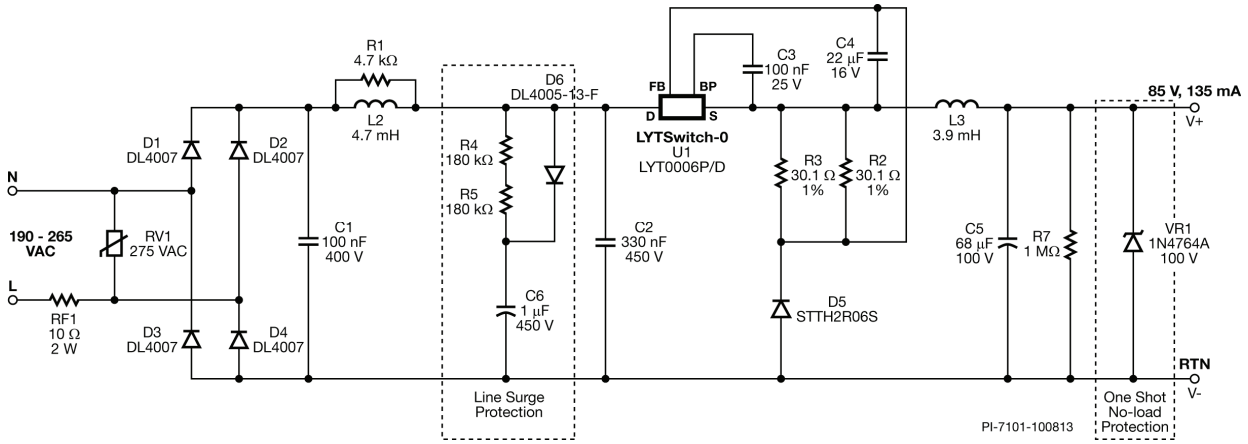 R1
4.7 kΩ
L2
4.7 mH
D6
DL4005-13-F
FB
BP
D
S
LYTSwitch-0
U1
LYT0006P/D
C3
100 nF
25 V
C4
22 μF
16 V
L3
3.9 mH
85 V, 135 mA
V+
D1
DL4007
D2
DL4007
R4
180 kΩ
R5
180 kΩ
R3
30.1 Ω
1%
R2
30.1 Ω
1%
N
190 - 265
VAC
RV1
275 VAC
C1
100 nF
400 V
C2
330 nF
450 V
C5
68 μF
100 V
R7
1 MΩ
VR1
1N4764A
100 V
L
RF1
10 Ω
2 W
C6
1 μF
450 V
D5
STTH2R06S
D3
DL4007
D4
DL4007
RTN
V-
Line Surge
Protection
One Shot
No-load
Protection
PI-7101-100813